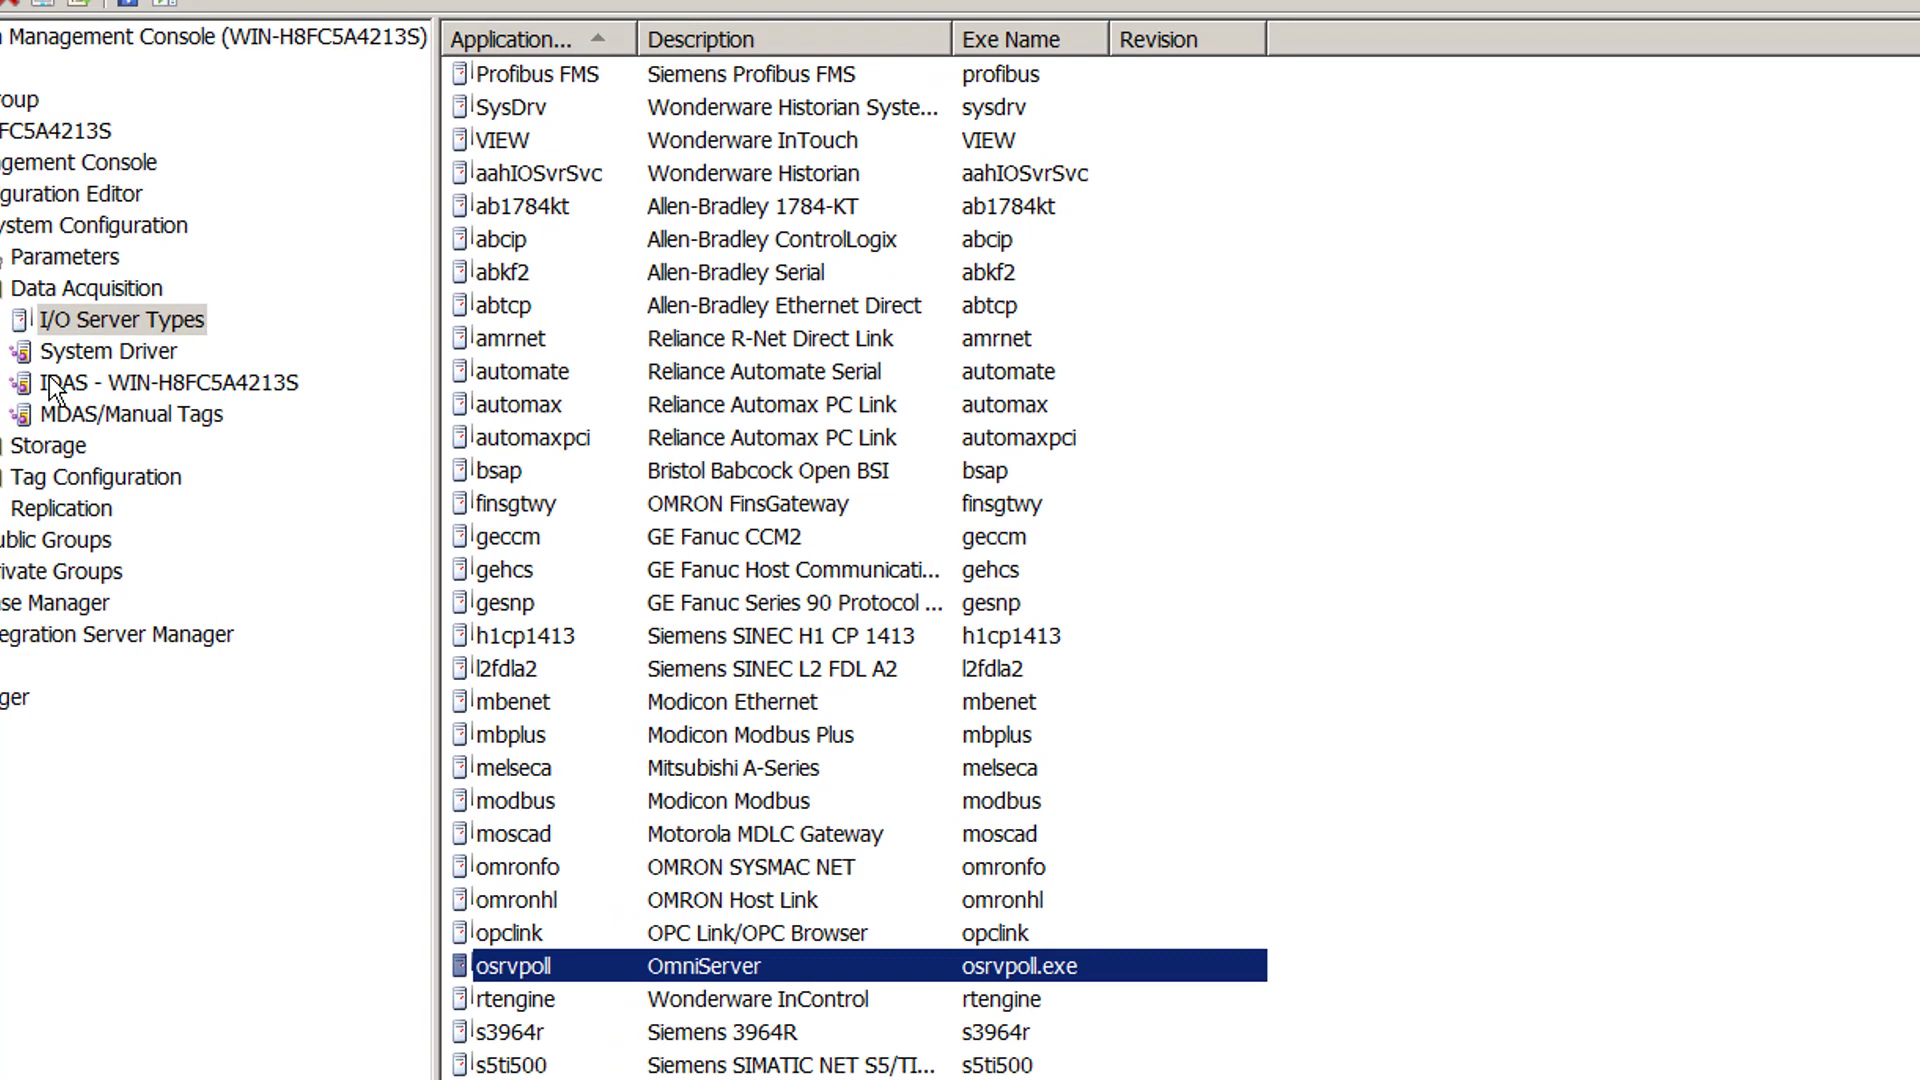 Management Console (WIN-H8FC5A4213S)
oup
FC5A4213S
gement Console
guration Editor
ystem Configuration
Parameters
Data Acquisition
I/O Server Types
System Driver
IDAS - WIN-H8FC5A4213S
MDAS/Manual Tags
Storage
Tag Configuration
Replication
ublic Groups
ivate Groups
se Manager
egration Server Manager
ger
Application... Description Exe Name Revision
Profibus FMS Siemens Profibus FMS profibus
SysDrv Wonderware Historian Syste... sysdrv
VIEW Wonderware InTouch VIEW
aahIOSvrSvc Wonderware Historian aahIOSvrSvc
ab1784kt Allen-Bradley 1784-KT ab1784kt
abcip Allen-Bradley ControlLogix abcip
abkf2 Allen-Bradley Serial abkf2
abtcp Allen-Bradley Ethernet Direct abtcp
amrnet Reliance R-Net Direct Link amrnet
automate Reliance Automate Serial automate
automax Reliance Automax PC Link automax
automaxpci Reliance Automax PC Link automaxpci
bsap Bristol Babcock Open BSI bsap
finsgtwy OMRON FinsGateway finsgtwy
geccm GE Fanuc CCM2 geccm
gehcs GE Fanuc Host Communicati... gehcs
gesnp GE Fanuc Series 90 Protocol ... gesnp
h1cp1413 Siemens SINEC H1 CP 1413 h1cp1413
l2fdla2 Siemens SINEC L2 FDL A2 l2fdla2
mbenet Modicon Ethernet mbenet
mbplus Modicon Modbus Plus mbplus
melseca Mitsubishi A-Series melseca
modbus Modicon Modbus modbus
moscad Motorola MDLC Gateway moscad
omronfo OMRON SYSMAC NET omronfo
omronhl OMRON Host Link omronhl
opclink OPC Link/OPC Browser opclink
osrvpoll OmniServer osrvpoll.exe
rtengine Wonderware InControl rtengine
s3964r Siemens 3964R s3964r
s5ti500 Siemens SIMATIC NET S5/TI... s5ti500